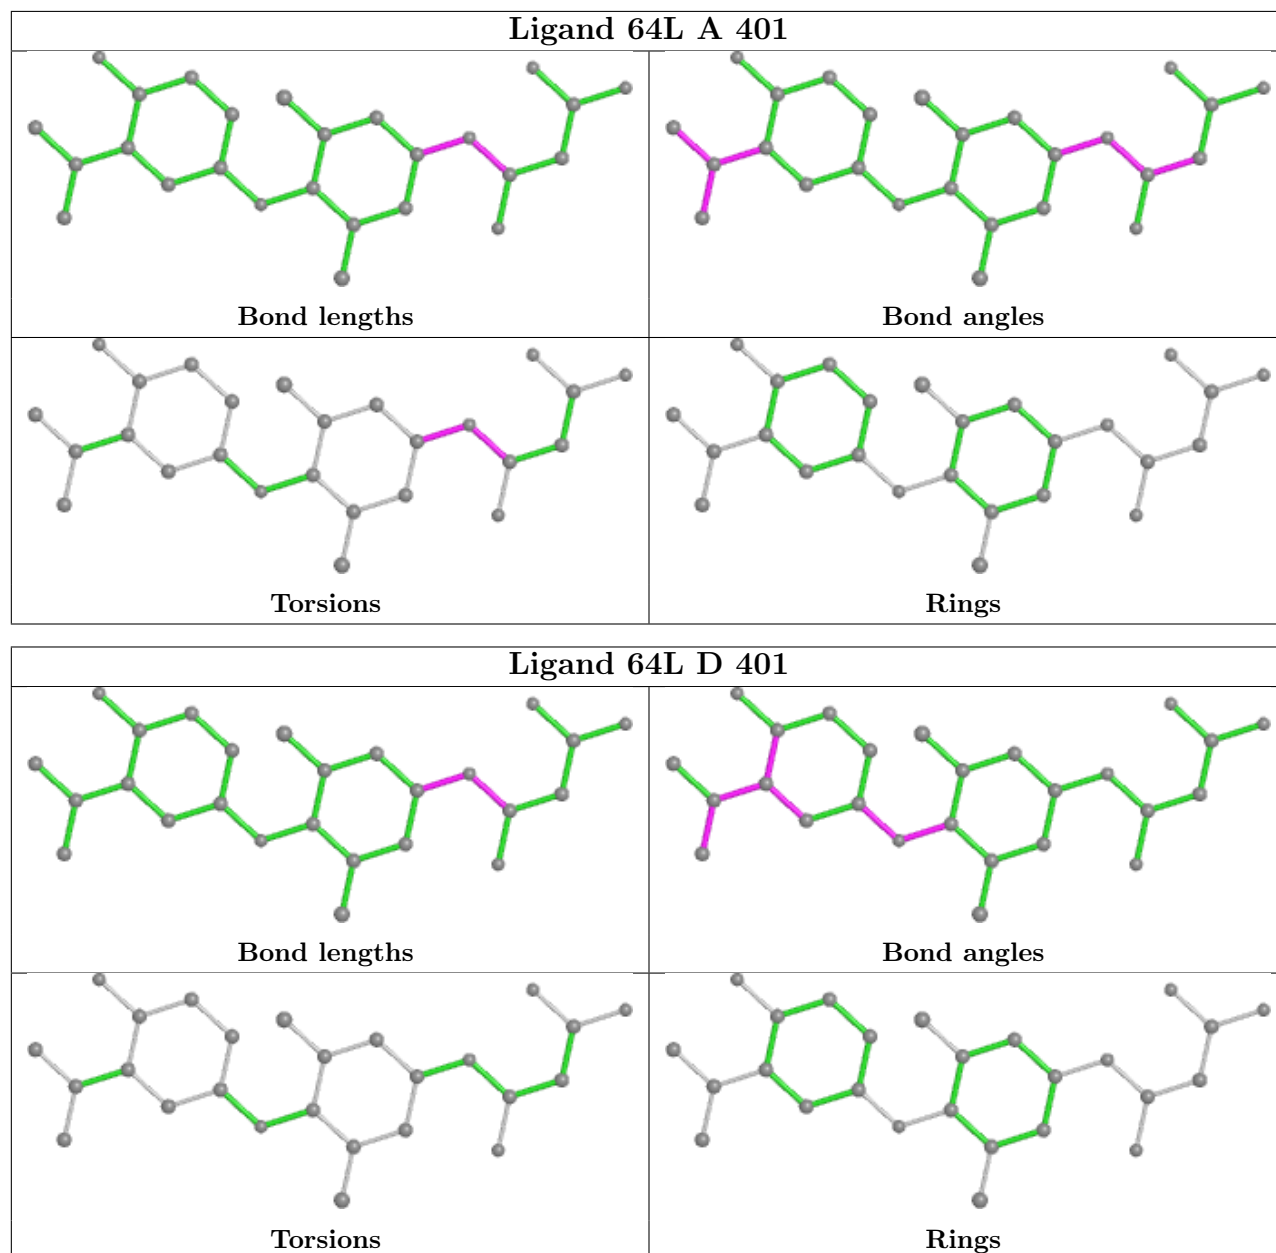 Ligand 64L A 401
Bond lengths
Bond angles
Torsions
Rings
Ligand 64L D 401
Bond lengths
Bond angles
Torsions
Rings